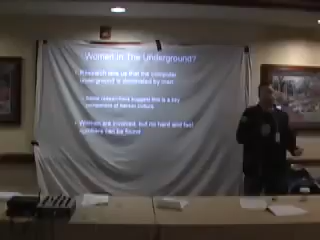 Women In The Underground?
Research tells us that the computer
underground is dominated by men
Some researchers suggest this is a key
component of hacker culture
• Women are involved, but no hard and fast
numbers can be found